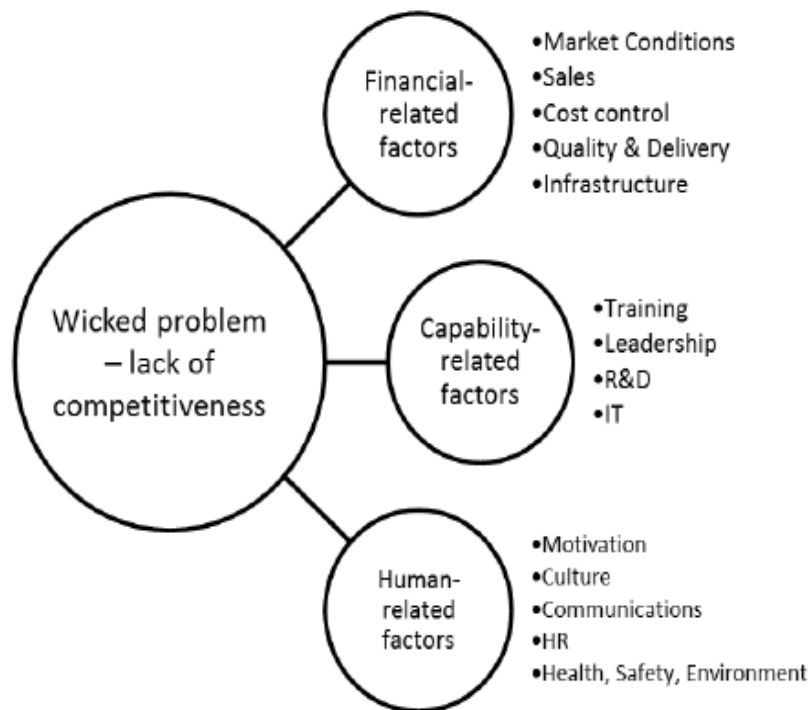 Wicked problem
– lack of
competitiveness
Financial-
related
factors
•Market Conditions
•Sales
•Cost control
•Quality & Delivery
•Infrastructure
Capability-
related
factors
•Training
•Leadership
•R&D
•IT
Human-
related
factors
•Motivation
•Culture
•Communications
•HR
•Health, Safety, Environment